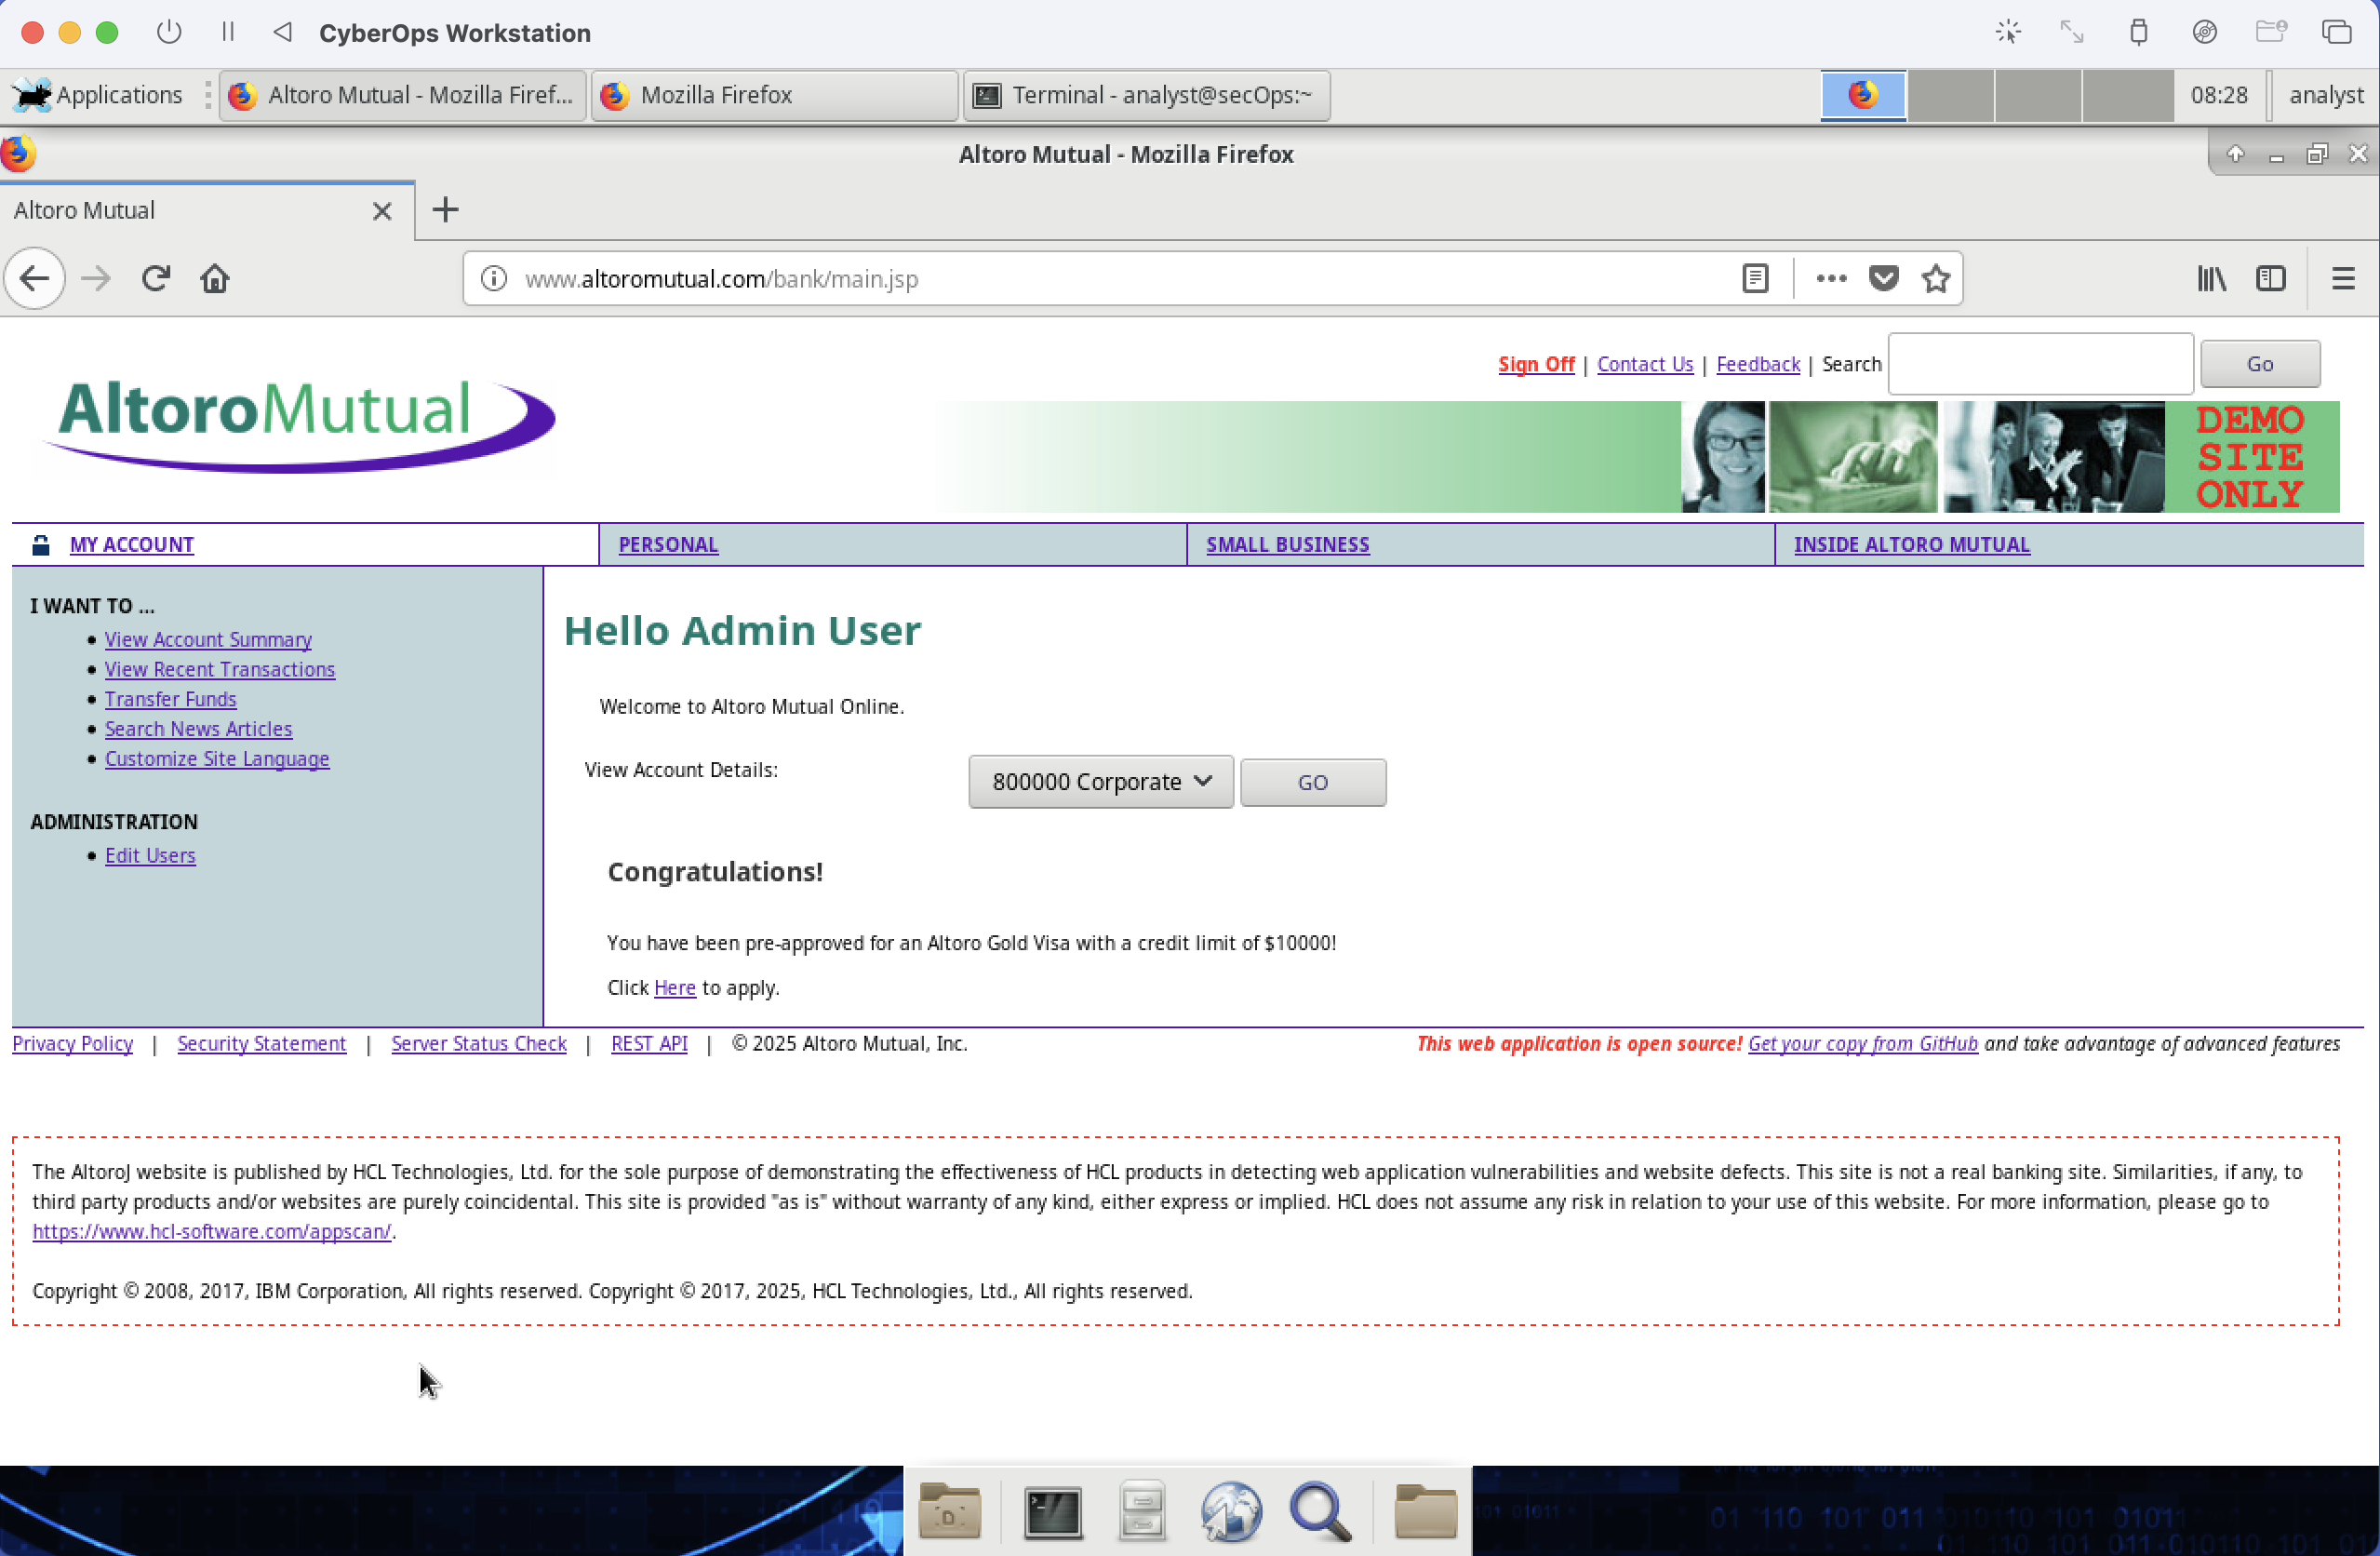 CyberOps Workstation
Applications
Altoro Mutual - Mozilla Firef...
Mozilla Firefox
Terminal - analyst@secOps:~
08:28
analyst
Altoro Mutual - Mozilla Firefox
Altoro Mutual
www.altoromutual.com/bank/main.jsp
Sign Off | Contact Us | Feedback | Search
Go
AltoroMutual
DEMO
SITE
ONLY
MY ACCOUNT
PERSONAL
SMALL BUSINESS
INSIDE ALTORO MUTUAL
I WANT TO ...
• View Account Summary
• View Recent Transactions
• Transfer Funds
• Search News Articles
• Customize Site Language
ADMINISTRATION
• Edit Users
Hello Admin User
Welcome to Altoro Mutual Online.
View Account Details:
800000 Corporate
GO
Congratulations!
You have been pre-approved for an Altoro Gold Visa with a credit limit of $10000!
Click Here to apply.
Privacy Policy | Security Statement | Server Status Check | REST API | © 2025 Altoro Mutual, Inc.
This web application is open source! Get your copy from GitHub and take advantage of advanced features
The AltoroJ website is published by HCL Technologies, Ltd. for the sole purpose of demonstrating the effectiveness of HCL products in detecting web application vulnerabilities and website defects. This site is not a real banking site. Similarities, if any, to
third party products and/or websites are purely coincidental. This site is provided "as is" without warranty of any kind, either express or implied. HCL does not assume any risk in relation to your use of this website. For more information, please go to
https://www.hcl-software.com/appscan/.
Copyright © 2008, 2017, IBM Corporation, All rights reserved. Copyright © 2017, 2025, HCL Technologies, Ltd., All rights reserved.